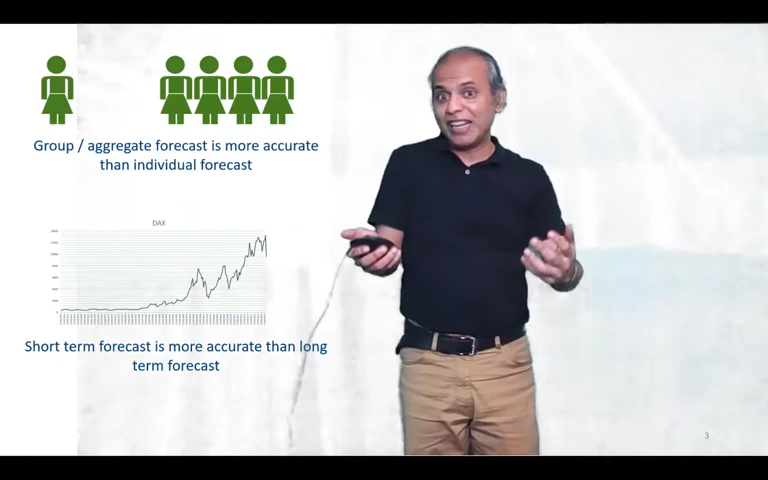 Group / aggregate forecast is more accurate
than individual forecast
DAX
Short term forecast is more accurate than long
term forecast
3